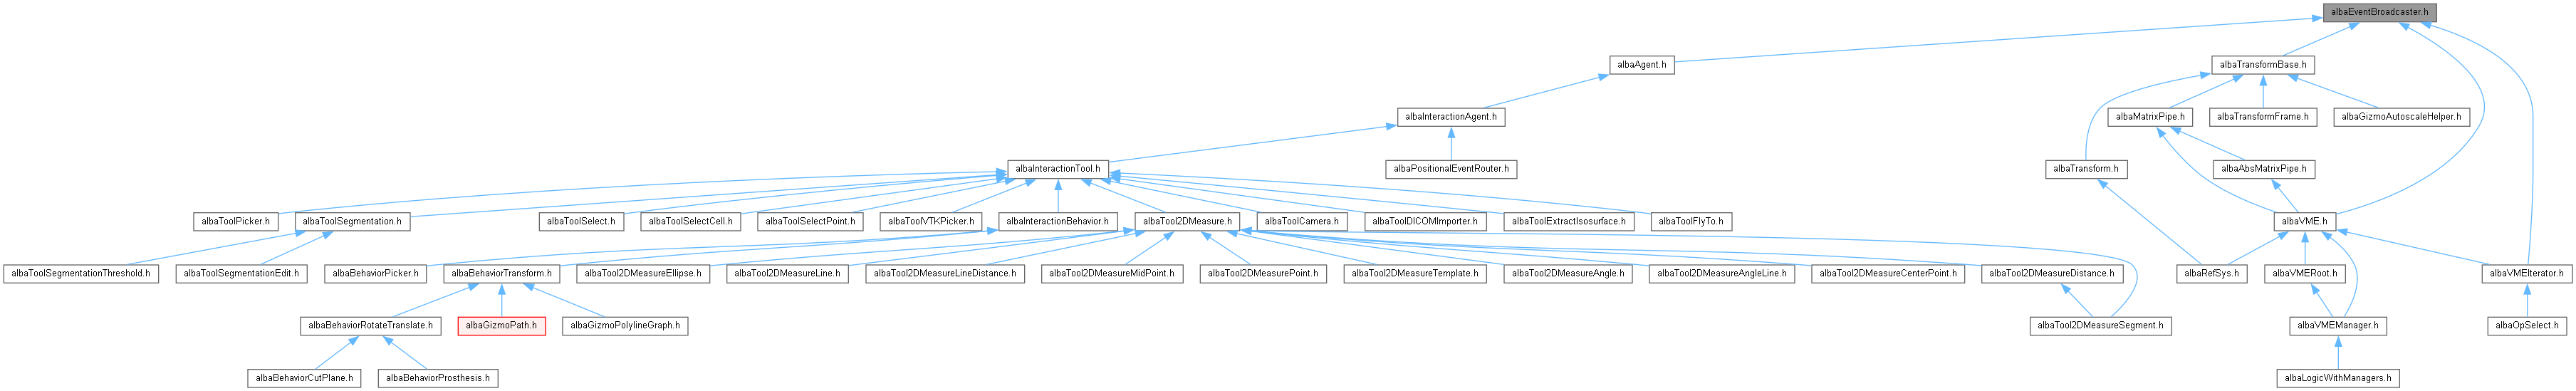 albaEventBroadcaster.h
albaAgent.h
albaTransformBase.h
albaInteractionAgent.h
albaMatrixPipe.h
albaTransformFrame.h
albaGizmoAutoscaleHelper.h
albaInteractionTool.h
albaPositionalEventRouter.h
albaTransform.h
albaAbsMatrixPipe.h
albaToolPicker.h
albaToolSegmentation.h
albaToolSelect.h
albaToolSelectCell.h
albaToolSelectPoint.h
albaToolVTKPicker.h
albaInteractionBehavior.h
albaTool2DMeasure.h
albaToolCamera.h
albaToolDICOMImporter.h
albaToolExtractIsosurface.h
albaToolFlyTo.h
albaVME.h
albaToolSegmentationThreshold.h
albaToolSegmentationEdit.h
albaBehaviorPicker.h
albaBehaviorTransform.h
albaTool2DMeasureEllipse.h
albaTool2DMeasureLine.h
albaTool2DMeasureLineDistance.h
albaTool2DMeasureMidPoint.h
albaTool2DMeasurePoint.h
albaTool2DMeasureTemplate.h
albaTool2DMeasureAngle.h
albaTool2DMeasureAngleLine.h
albaTool2DMeasureCenterPoint.h
albaTool2DMeasureDistance.h
albaRefSys.h
albaVMERoot.h
albaVMEIterator.h
albaBehaviorRotateTranslate.h
albaGizmoPath.h
albaGizmoPolylineGraph.h
albaTool2DMeasureSegment.h
albaVMEManager.h
albaOpSelect.h
albaBehaviorCutPlane.h
albaBehaviorProsthesis.h
albaLogicWithManagers.h